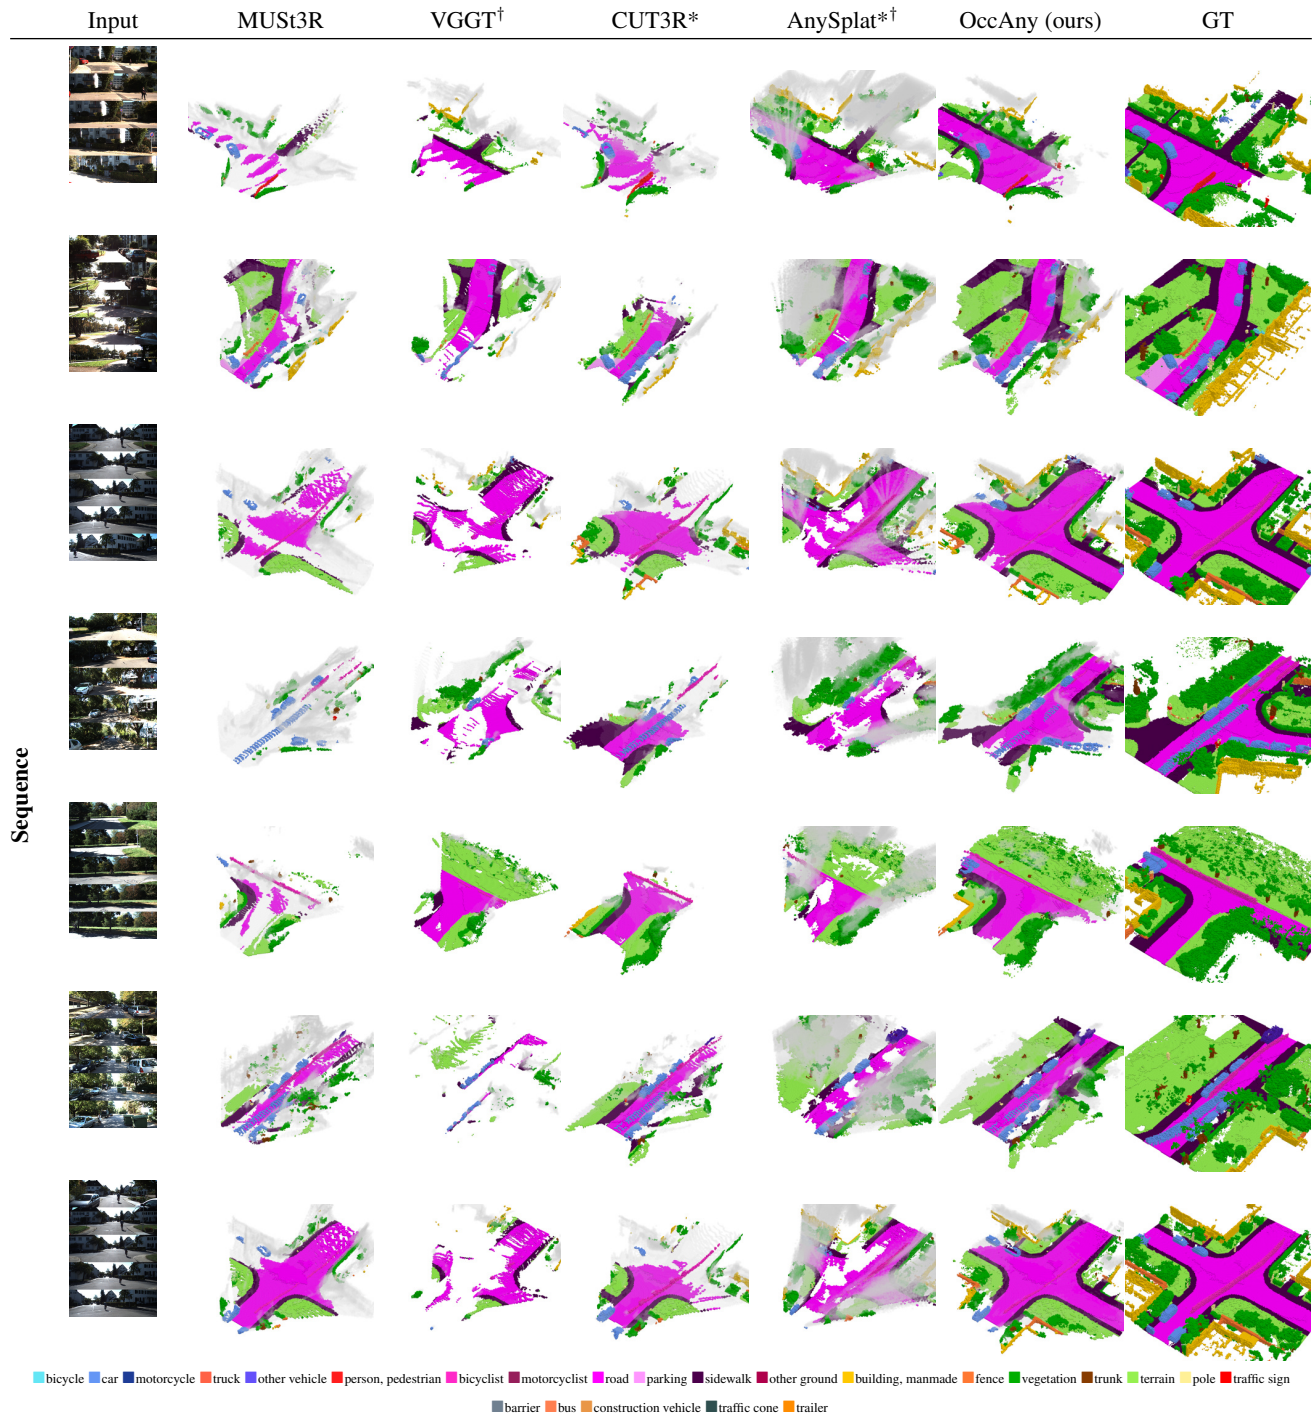 Input MUSt3R VGGT† CUT3R* AnySplat*† OccAny (ours) GT
Sequence
bicycle car motorcycle truck other vehicle person, pedestrian bicyclist motorcyclist road parking sidewalk other ground building, manmade fence vegetation trunk terrain pole traffic sign
barrier bus construction vehicle traffic cone trailer